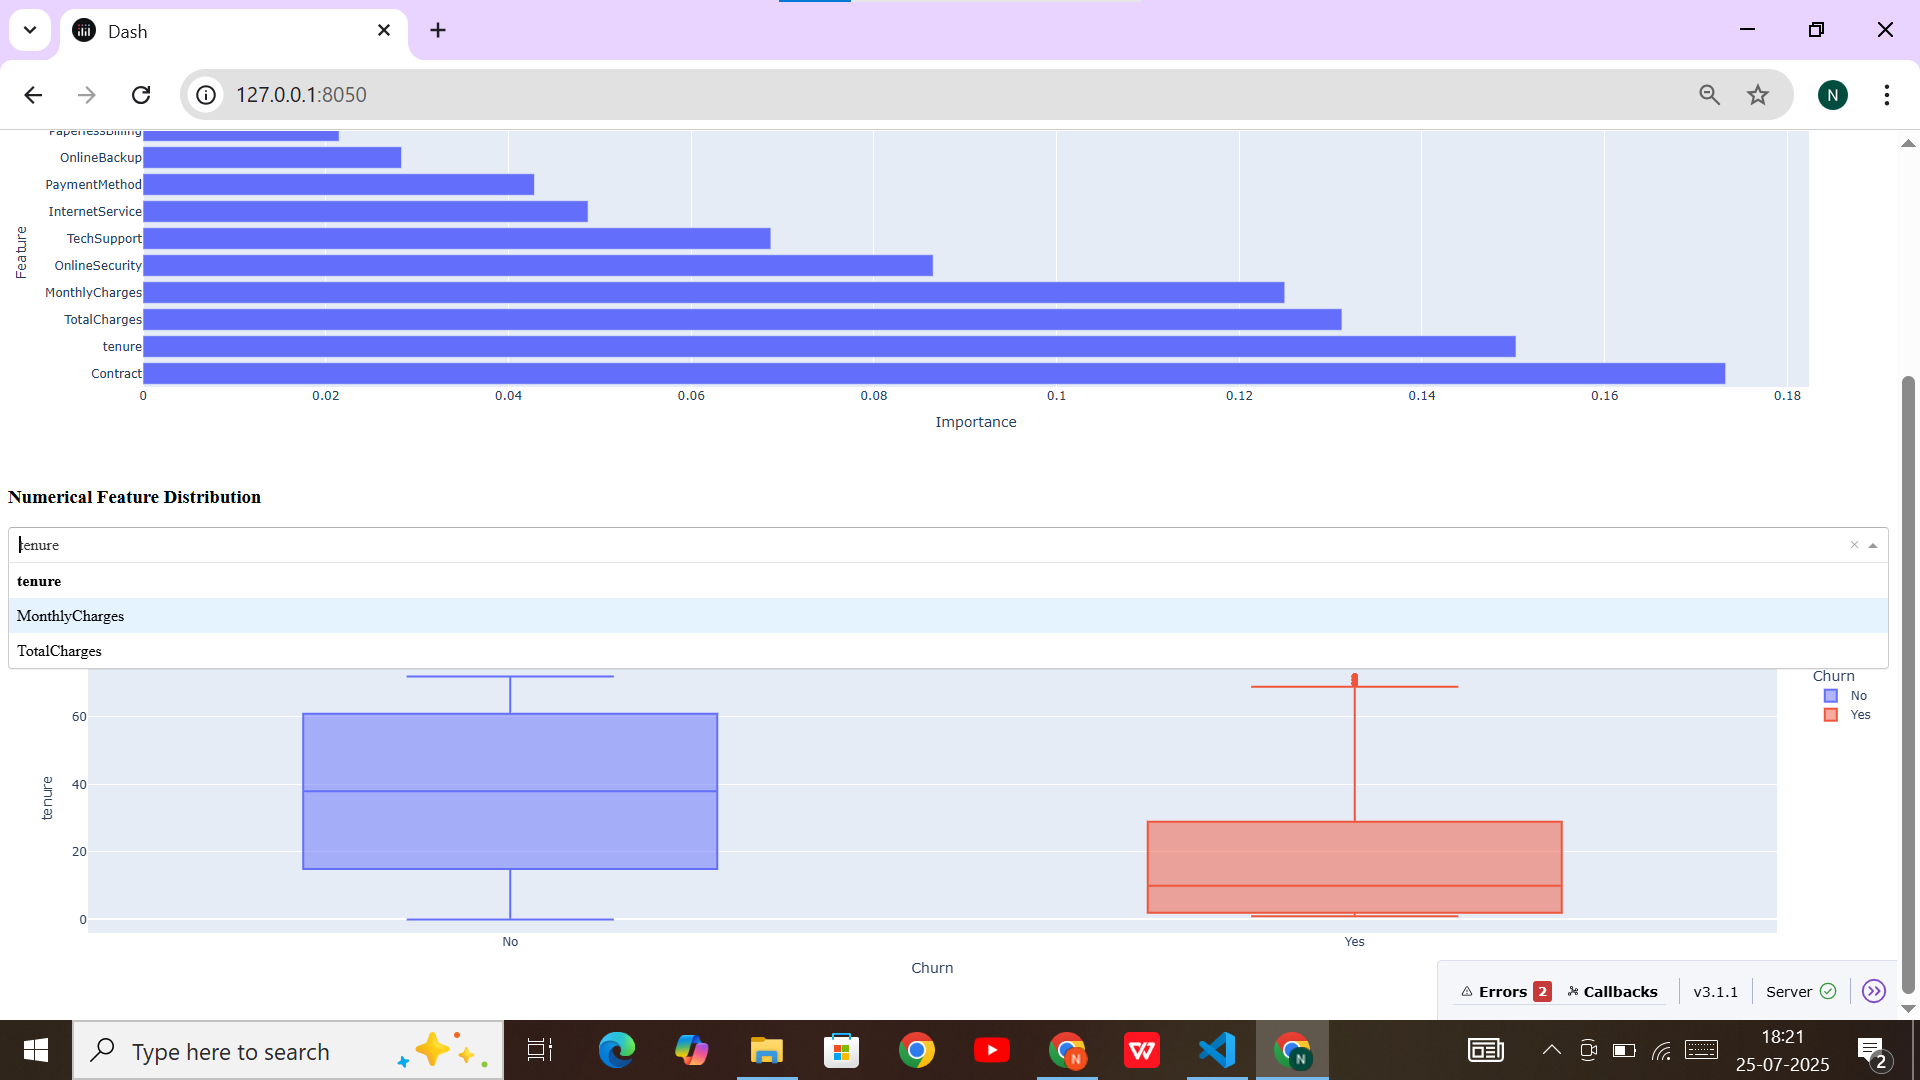 Dash
127.0.0.1:8050
PaperlessBilling
OnlineBackup
PaymentMethod
InternetService
TechSupport
OnlineSecurity
MonthlyCharges
TotalCharges
tenure
Contract
Feature
0 0.02 0.04 0.06 0.08 0.1 0.12 0.14 0.16 0.18
Importance
Numerical Feature Distribution
tenure
tenure
MonthlyCharges
TotalCharges
Churn
No
Yes
60
40
20
0
tenure
No Yes
Churn
Errors 2 Callbacks v3.1.1 Server
Type here to search
N
N
N
18:21
25-07-2025
2